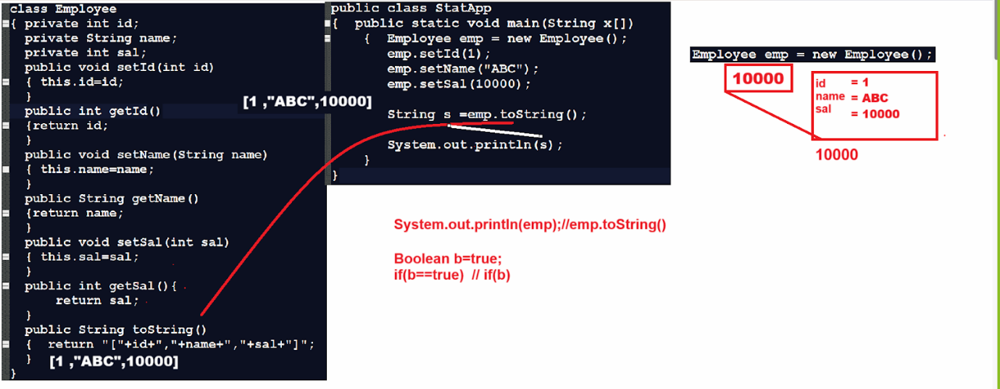 class Employee
{ private int id;
private String name;
private int sal;
public void setId(int id)
{ this.id=id;
}
public int getId()
{return id;
}
public void setName(String name)
{ this.name=name;
}
public String getName()
{return name;
}
public void setSal(int sal)
{ this.sal=sal;
}
public int getSal(){
return sal;
}
public String toString()
{ return "["+id+","+name+","+sal+"]";
}
[1 ,"ABC",10000]
}
[1 ,"ABC",10000]
public class StatApp
{ public static void main(String x[])
{ Employee emp = new Employee();
emp.setId(1);
emp.setName("ABC");
emp.setSal(10000);
String s =emp.toString();
System.out.println(s);
}
}
System.out.println(emp);//emp.toString()
Boolean b=true;
if(b==true) // if(b)
Employee emp = new Employee();
10000
id = 1
name = ABC
sal = 10000
10000